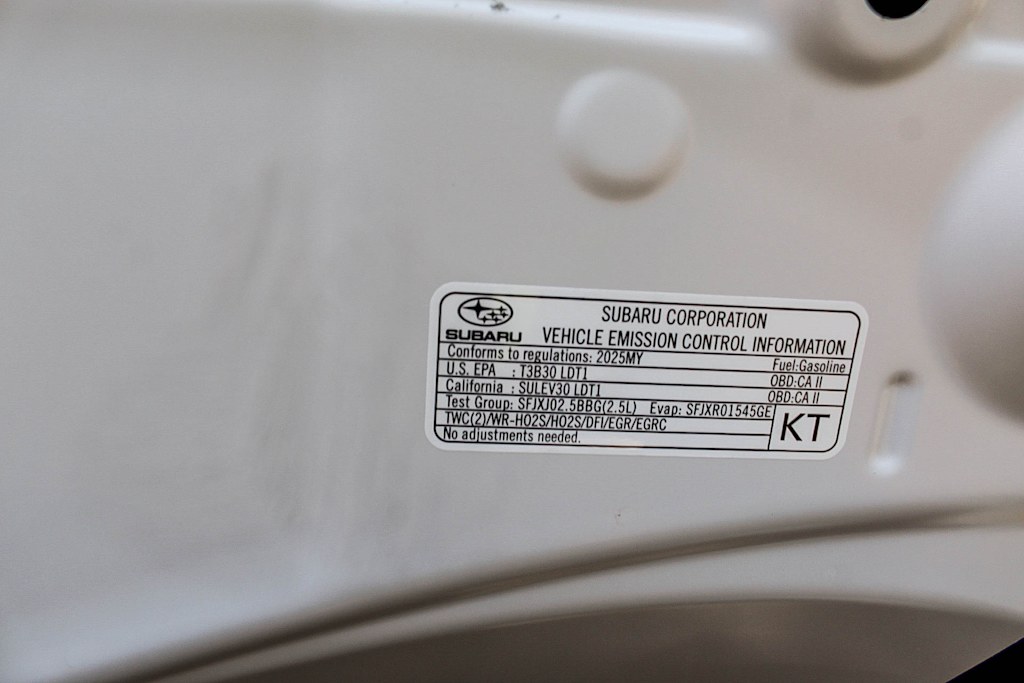 SUBARU
SUBARU CORPORATION
VEHICLE EMISSION CONTROL INFORMATION
Conforms to regulations: 2025MY Fuel:Gasoline
U.S. EPA : T3B30 LDT1 OBD:CA II
California : SULEV30 LDT1 OBD:CA II
Test Group: SFJXJ02.5BBG(2.5L) Evap: SFJXR01545GE
TWC(2)/WR-HO2S/HO2S/DFI/EGR/EGRC
No adjustments needed.
KT